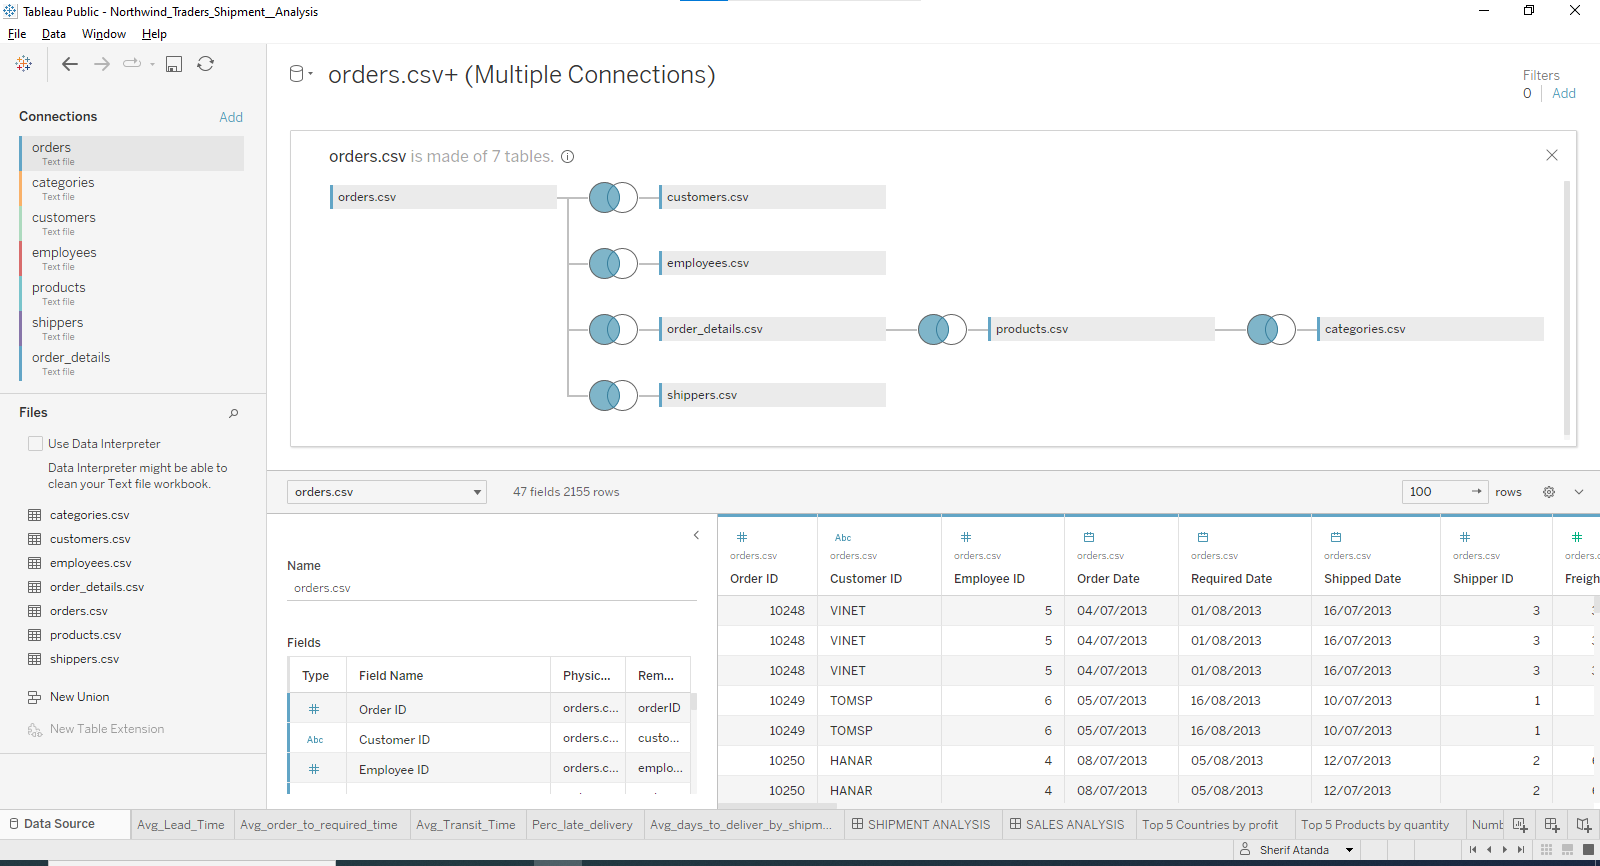 Tableau Public - Northwind_Traders_Shipment__Analysis
File Data Window Help
orders.csv+ (Multiple Connections)
Filters
0 Add
Connections Add
orders
Text file
categories
Text file
customers
Text file
employees
Text file
products
Text file
shippers
Text file
order_details
Text file
orders.csv is made of 7 tables.
orders.csv customers.csv
employees.csv
order_details.csv products.csv categories.csv
shippers.csv
Files
Use Data Interpreter
Data Interpreter might be able to
clean your Text file workbook.
categories.csv
customers.csv
employees.csv
order_details.csv
orders.csv
products.csv
shippers.csv
New Union
New Table Extension
orders.csv 47 fields 2155 rows 100 rows
Name
orders.csv
Fields
Type Field Name Physic... Rem...
# Order ID orders.c... orderID
Abc Customer ID orders.c... custo...
# Employee ID orders.c... emplo...
# Abc # # #
orders.csv orders.csv orders.csv orders.csv orders.csv orders.csv orders.csv orders.c
Order ID Customer ID Employee ID Order Date Required Date Shipped Date Shipper ID Freigh
10248 VINET 5 04/07/2013 01/08/2013 16/07/2013 3
10248 VINET 5 04/07/2013 01/08/2013 16/07/2013 3
10248 VINET 5 04/07/2013 01/08/2013 16/07/2013 3
10249 TOMSP 6 05/07/2013 16/08/2013 10/07/2013 1
10249 TOMSP 6 05/07/2013 16/08/2013 10/07/2013 1
10250 HANAR 4 08/07/2013 05/08/2013 12/07/2013 2
10250 HANAR 4 08/07/2013 05/08/2013 12/07/2013 2
Data Source Avg_Lead_Time Avg_order_to_required_time Avg_Transit_Time Perc_late_delivery Avg_days_to_deliver_by_shipm... SHIPMENT ANALYSIS SALES ANALYSIS Top 5 Countries by profit Top 5 Products by quantity Numb
Sherif Atanda